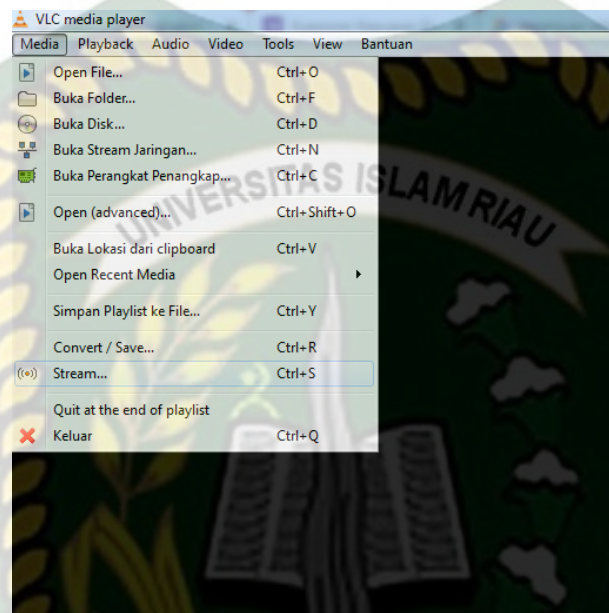 VLC media player
Media Playback Audio Video Tools View Bantuan
Open File... Ctrl+O
Buka Folder... Ctrl+F
Buka Disk... Ctrl+D
Buka Stream Jaringan... Ctrl+N
Buka Perangkat Penangkap... Ctrl+C
Open (advanced)... Ctrl+Shift+O
Buka Lokasi dari clipboard Ctrl+V
Open Recent Media
Simpan Playlist ke File... Ctrl+Y
Convert / Save... Ctrl+R
Stream... Ctrl+S
Quit at the end of playlist
Keluar Ctrl+Q
UNIVERSITAS ISLAM RIAU